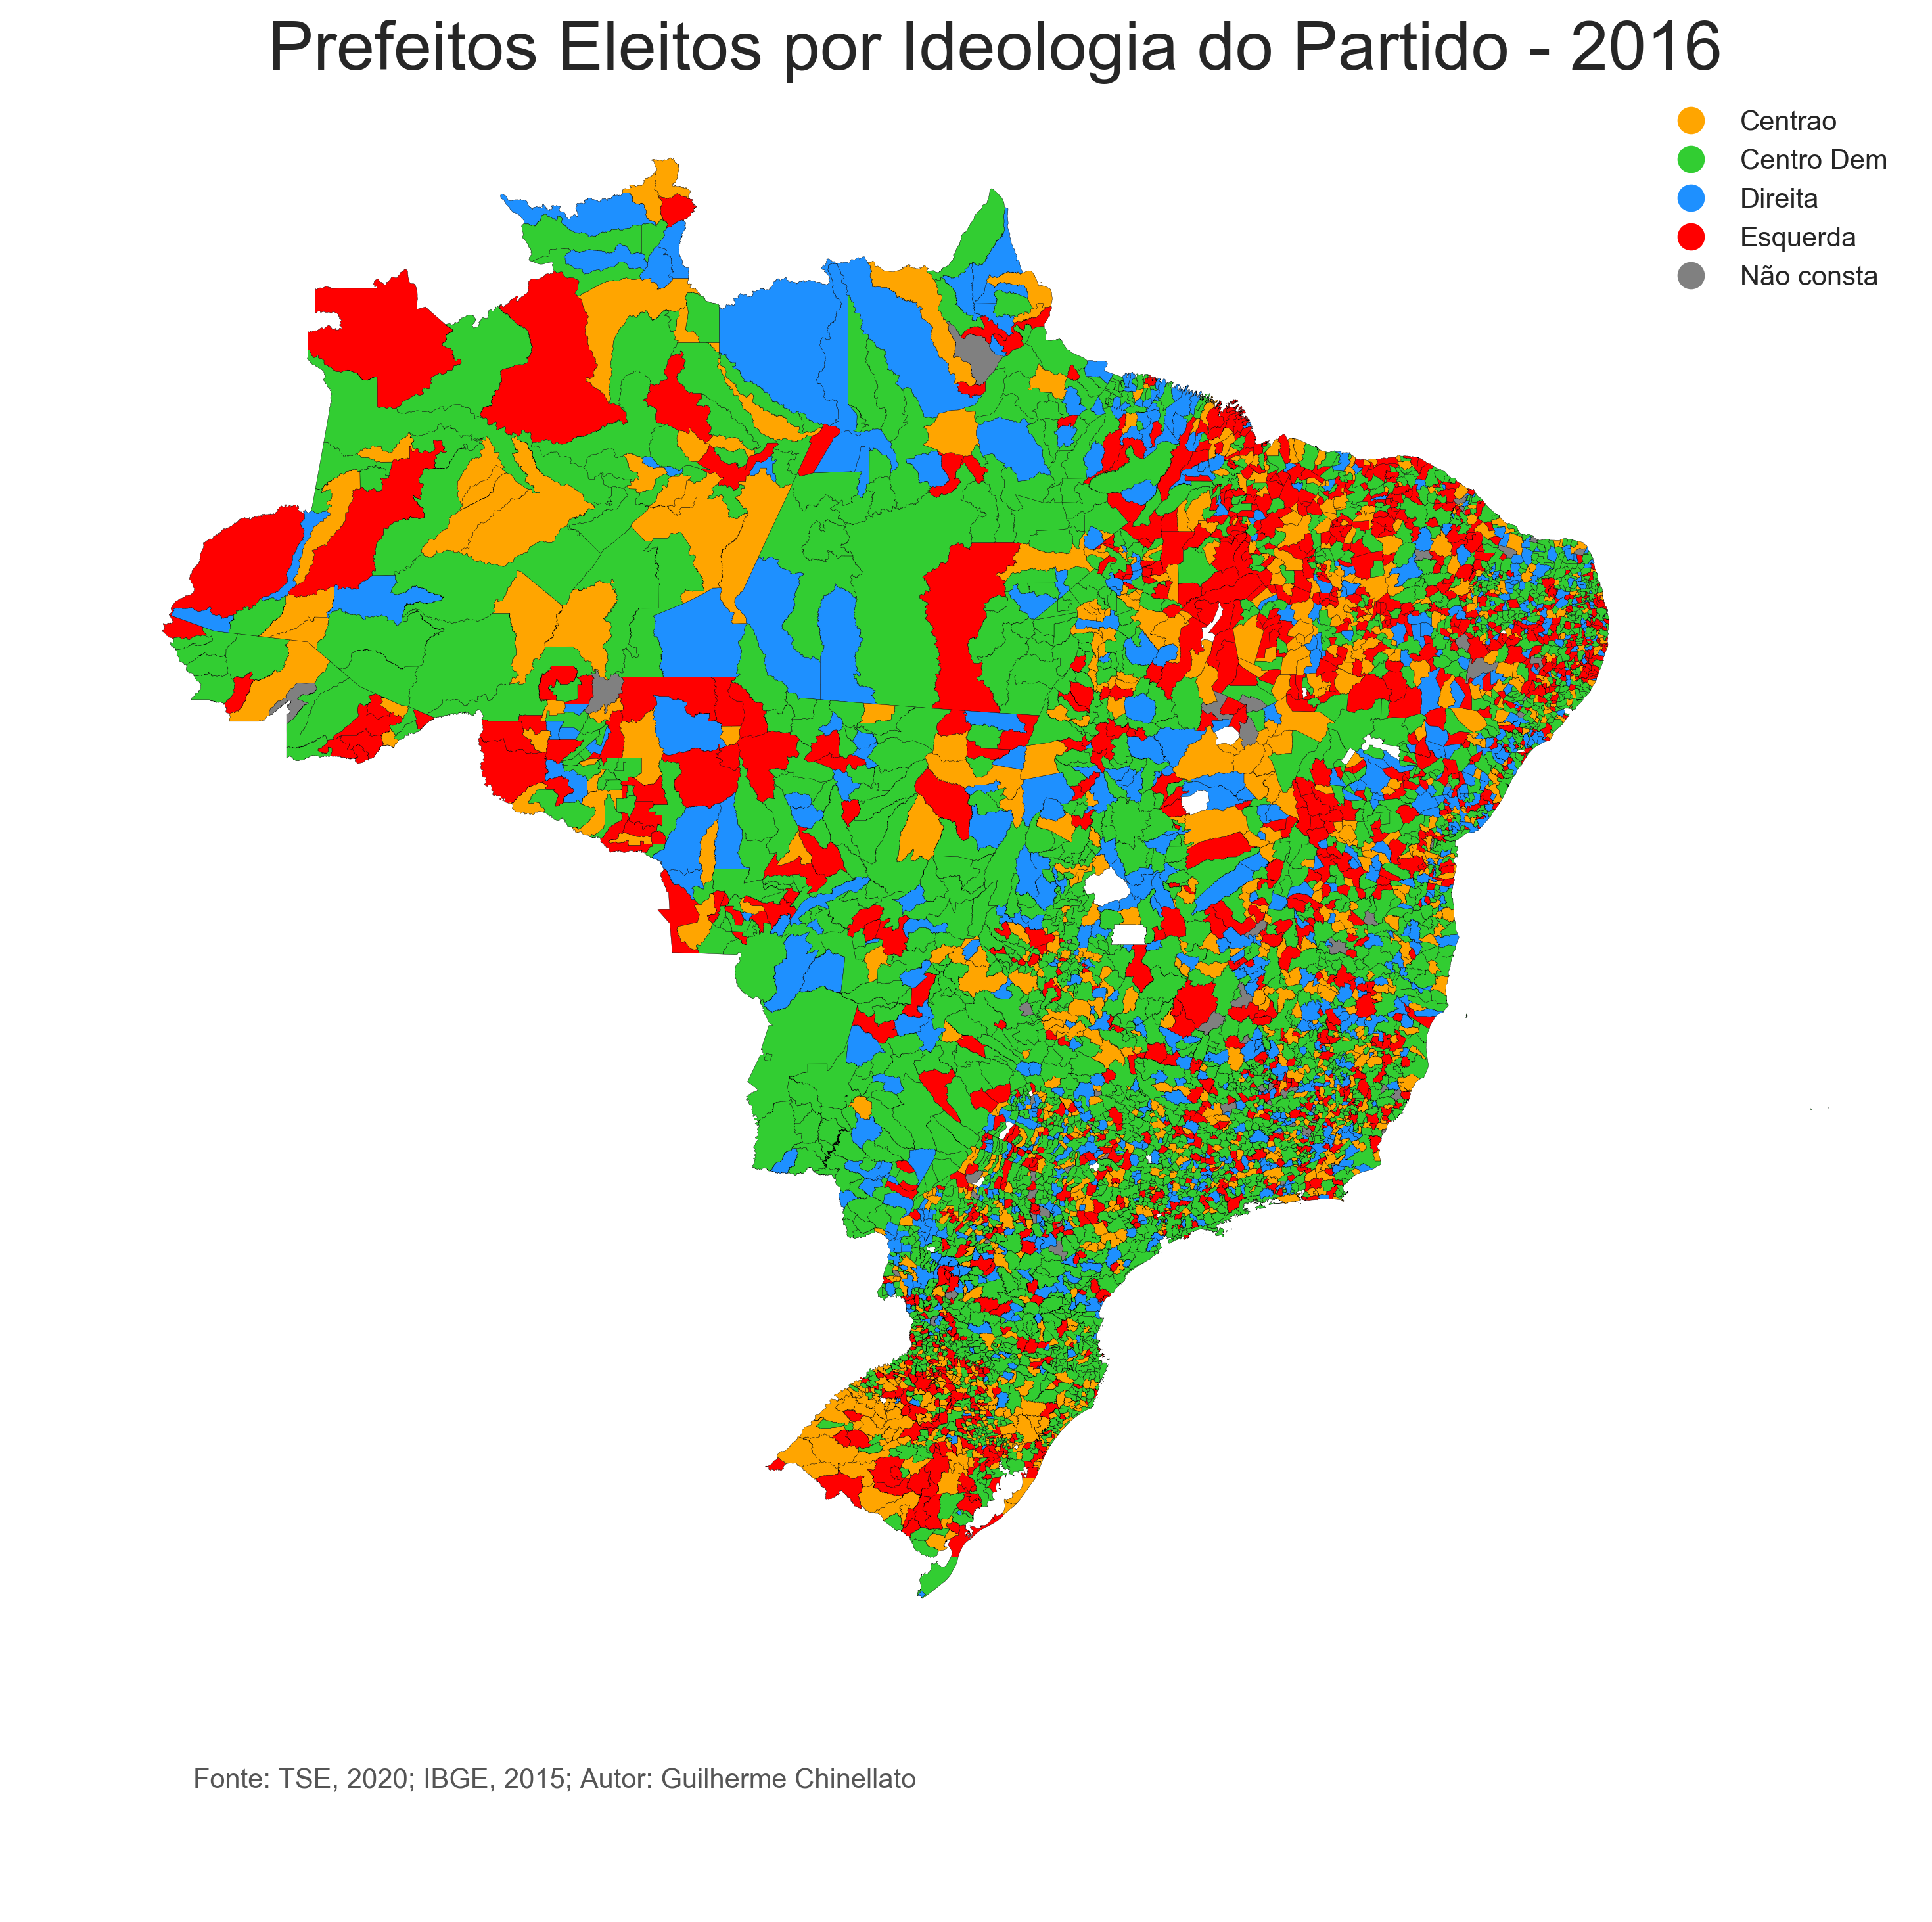 Prefeitos Eleitos por Ideologia do Partido - 2016
Centrao
Centro Dem
Direita
Esquerda
Não consta
Fonte: TSE, 2020; IBGE, 2015; Autor: Guilherme Chinellato